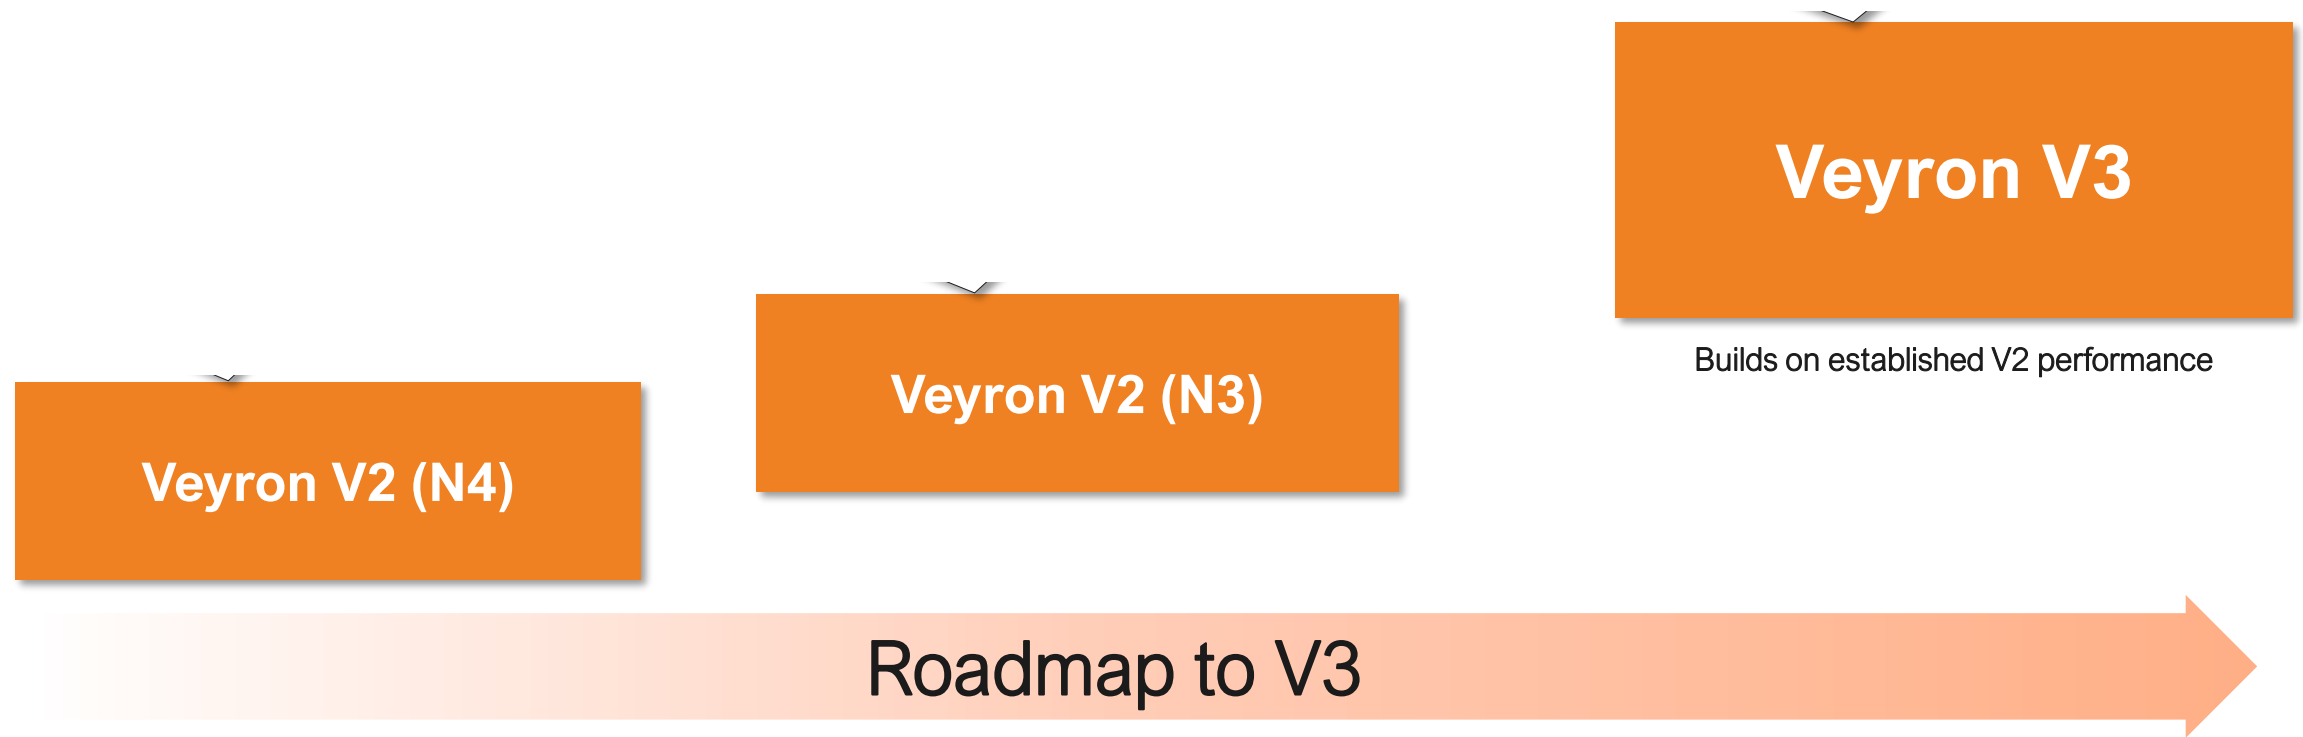 Veyron V3
Builds on established V2 performance
Veyron V2 (N3)
Veyron V2 (N4)
Roadmap to V3